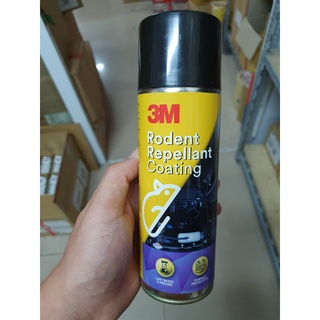 3M
Rodent
Repellant
Coating